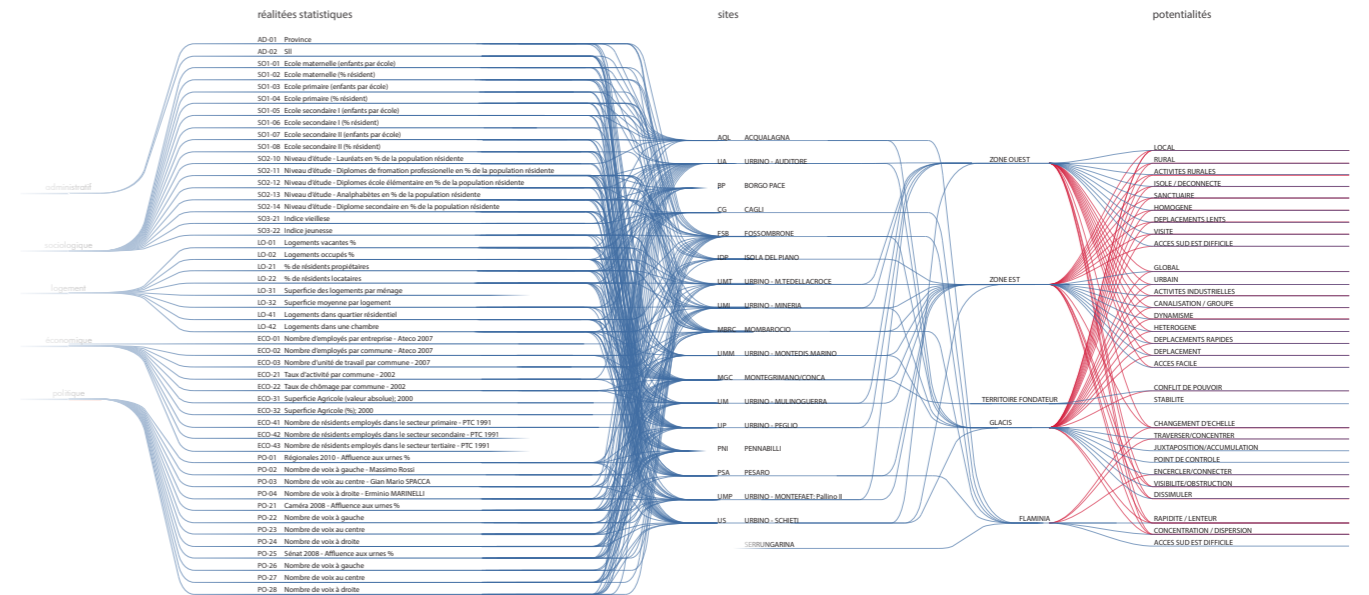 réalitées statistiques
sites
potentialités
administratif
sociologique
logement
économique
politique
AD-01 Province
AD-02 Sll
SO1-01 Ecole maternelle (enfants par école)
SO1-02 Ecole maternelle (% résident)
SO1-03 Ecole primaire (enfants par école)
SO1-04 Ecole primaire (% résident)
SO1-05 Ecole secondaire I (enfants par école)
SO1-06 Ecole secondaire I (% résident)
SO1-07 Ecole secondaire II (enfants par école)
SO1-08 Ecole secondaire II (% résident)
SO2-10 Niveau d'étude - Lauréats en % de la population résidente
SO2-11 Niveau d'étude - Diplomes de fromation professionelle en % de la population résidente
SO2-12 Niveau d'étude - Diplomes école élémentaire en % de la population résidente
SO2-13 Niveau d'étude - Analphabètes en % de la population résidente
SO2-14 Niveau d'étude - Diplome secondaire en % de la population résidente
SO3-21 Indice vieillese
SO3-22 Indice jeunesse
LO-01 Logements vacantes %
LO-02 Logements occupés %
LO-21 % de résidents propiétaires
LO-22 % de résidents locataires
LO-31 Superficie des logements par ménage
LO-32 Superficie moyenne par logement
LO-41 Logements dans quartier résidentiel
LO-42 Logements dans une chambre
ECO-01 Nombre d'employés par entreprise - Ateco 2007
ECO-02 Nombre d'employés par commune - Ateco 2007
ECO-03 Nombre d'unité de travail par commune - 2007
ECO-21 Taux d'activité par commune - 2002
ECO-22 Taux de chômage par commune - 2002
ECO-31 Superficie Agricole (valeur absolue); 2000
ECO-32 Superficie Agricole (%); 2000
ECO-41 Nombre de résidents employés dans le secteur primaire - PTC 1991
ECO-42 Nombre de résidents employés dans le secteur secondaire - PTC 1991
ECO-43 Nombre de résidents employés dans le secteur tertiaire - PTC 1991
PO-01 Régionales 2010 - Affluence aux urnes %
PO-02 Nombre de voix à gauche - Massimo Rossi
PO-03 Nombre de voix au centre - Gian Mario SPACCA
PO-04 Nombre de voix à droite - Erminio MARINELLI
PO-21 Caméra 2008 - Affluence aux urnes %
PO-22 Nombre de voix à gauche
PO-23 Nombre de voix au centre
PO-24 Nombre de voix à droite
PO-25 Sénat 2008 - Affluence aux urnes %
PO-26 Nombre de voix à gauche
PO-27 Nombre de voix au centre
PO-28 Nombre de voix à droite
AQL ACQUALAGNA
UA URBINO - AUDITORE
BP BORGO PACE
CG CAGLI
FSB FOSSOMBRONE
IDP ISOLA DEL PIANO
UMT URBINO - M.TEDELLACROCE
UMI URBINO - MINERIA
MBRC MOMBAROCIO
UMM URBINO - MONTEDIS.MARINO
MGC MONTEGRIMANO/CONCA
UM URBINO - MULINOGUERRA
UP URBINO - PEGLIO
PNI PENNABILLI
PSA PESARO
UMP URBINO - MONTEFAET; Pallino II
US URBINO - SCHIETI
SERRUNGARINA
ZONE OUEST
ZONE EST
TERRITOIRE FONDATEUR
GLACIS
FLAMINIA
LOCAL
RURAL
ACTIVITES RURALES
ISOLE / DECONNECTE
SANCTUAIRE
HOMOGENE
DEPLACEMENTS LENTS
VISITE
ACCES SUD EST DIFFICILE
GLOBAL
URBAIN
ACTIVITES INDUSTRIELLES
CANALISATION / GROUPE
DYNAMISME
HETEROGENE
DEPLACEMENTS RAPIDES
DEPLACEMENT
ACCES FACILE
CONFLIT DE POUVOIR
STABILITE
CHANGEMENT D'ECHELLE
TRAVERSER/CONCENTRER
JUXTAPOSITION/ACCUMULATION
POINT DE CONTROLE
ENCERCLER/CONNECTER
VISIBILITE/OBSTRUCTION
DISSIMULER
RAPIDITE / LENTEUR
CONCENTRATION / DISPERSION
ACCES SUD EST DIFFICILE